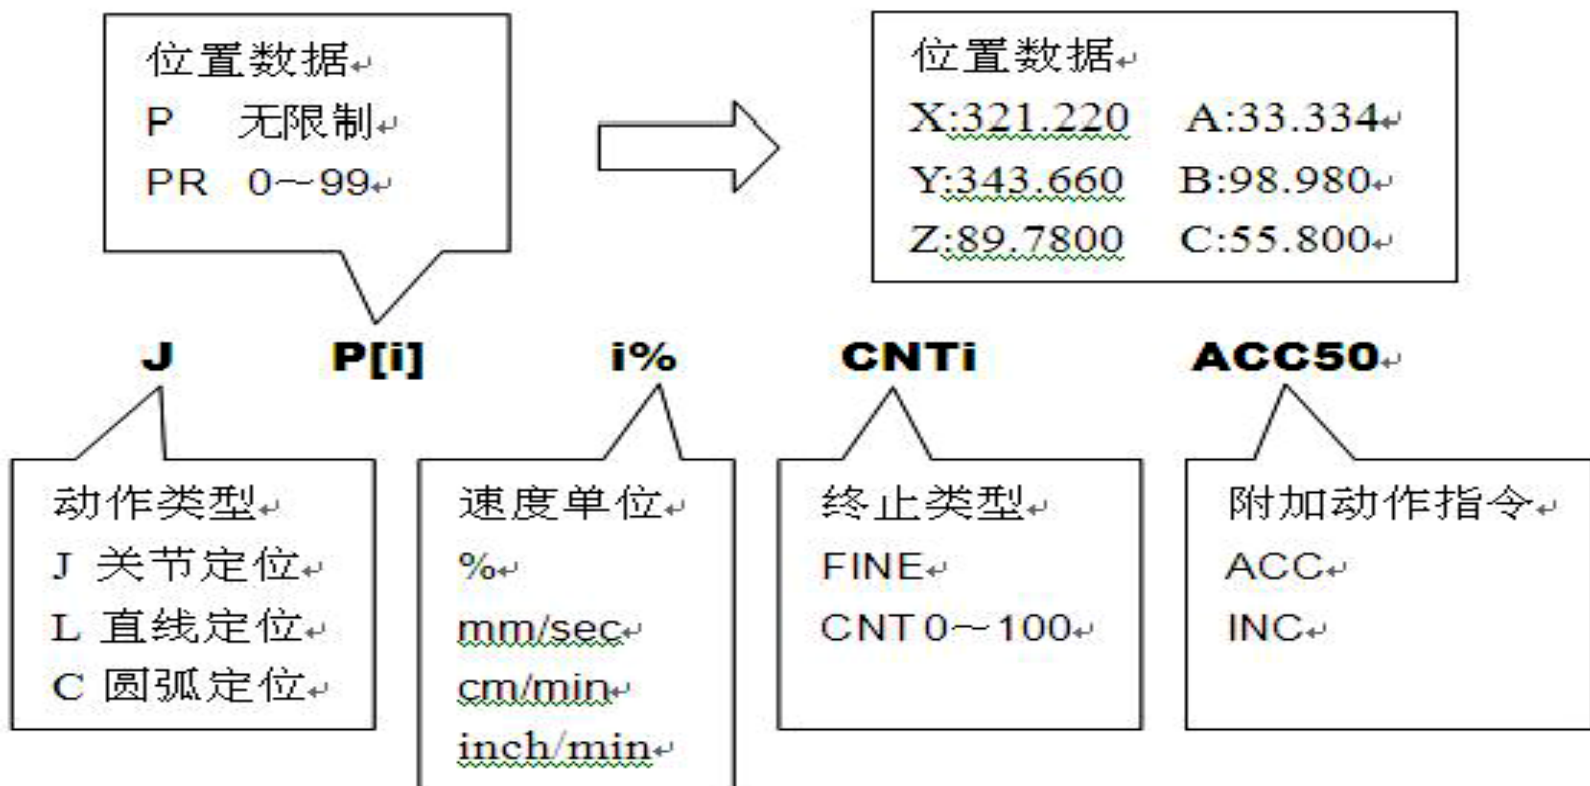 位置数据
P 无限制
PR 0～99
位置数据
X:321.220 A:33.334
Y:343.660 B:98.980
Z:89.7800 C:55.800
J P[i] i% CNTi ACC50
动作类型
J 关节定位
L 直线定位
C 圆弧定位
速度单位
%
mm/sec
cm/min
inch/min
终止类型
FINE
CNT 0～100
附加动作指令
ACC
INC